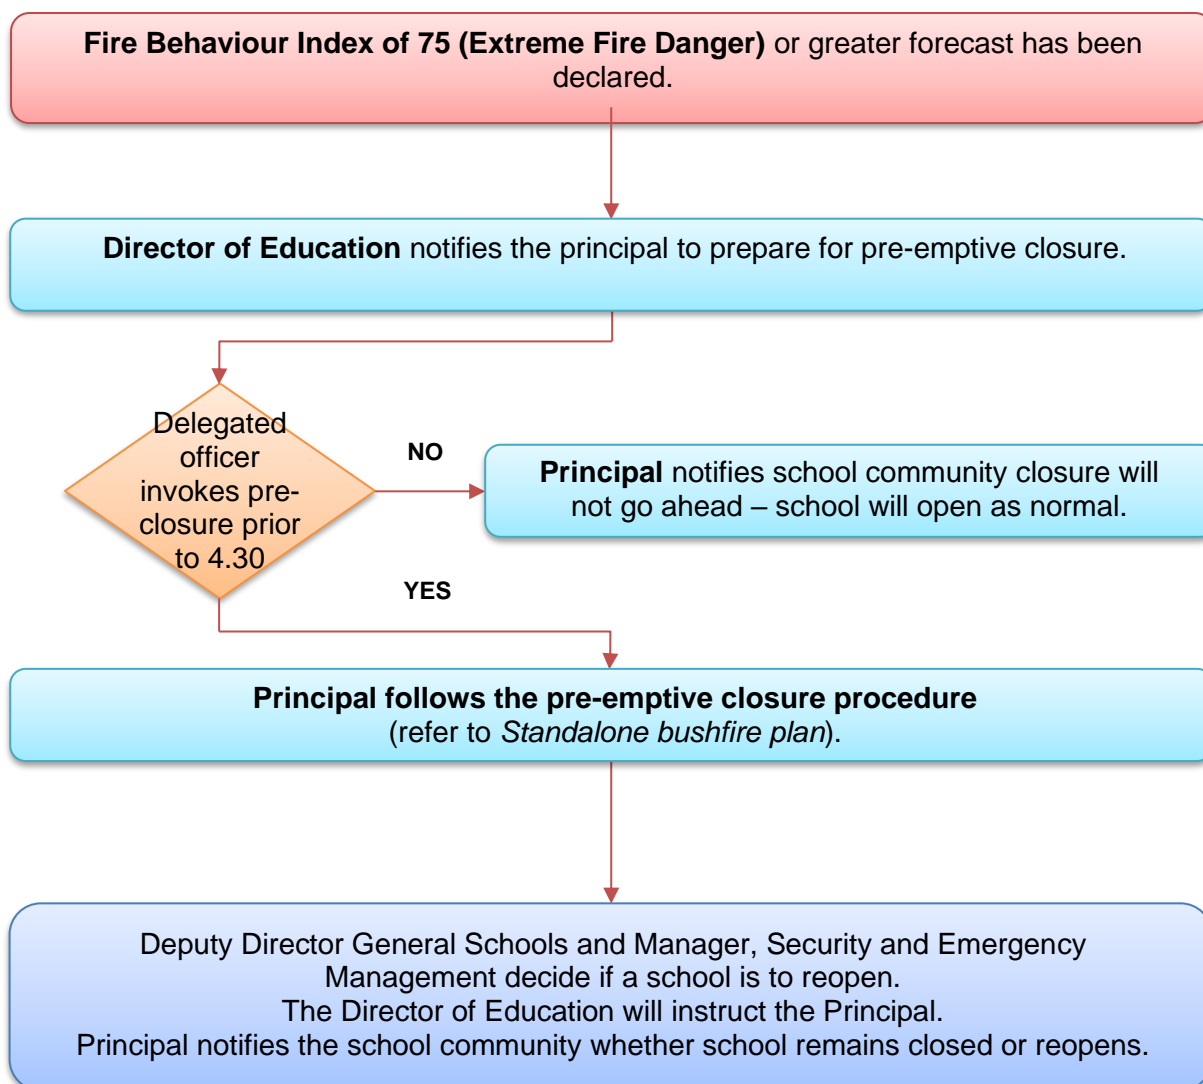 Fire Behaviour Index of 75 (Extreme Fire Danger) or greater forecast has been
declared.
Director of Education notifies the principal to prepare for pre-emptive closure.
Delegated
officer
invokes pre-
closure prior
to 4.30
NO
Principal notifies school community closure will
not go ahead – school will open as normal.
YES
Principal follows the pre-emptive closure procedure
(refer to Standalone bushfire plan).
Deputy Director General Schools and Manager, Security and Emergency
Management decide if a school is to reopen.
The Director of Education will instruct the Principal.
Principal notifies the school community whether school remains closed or reopens.